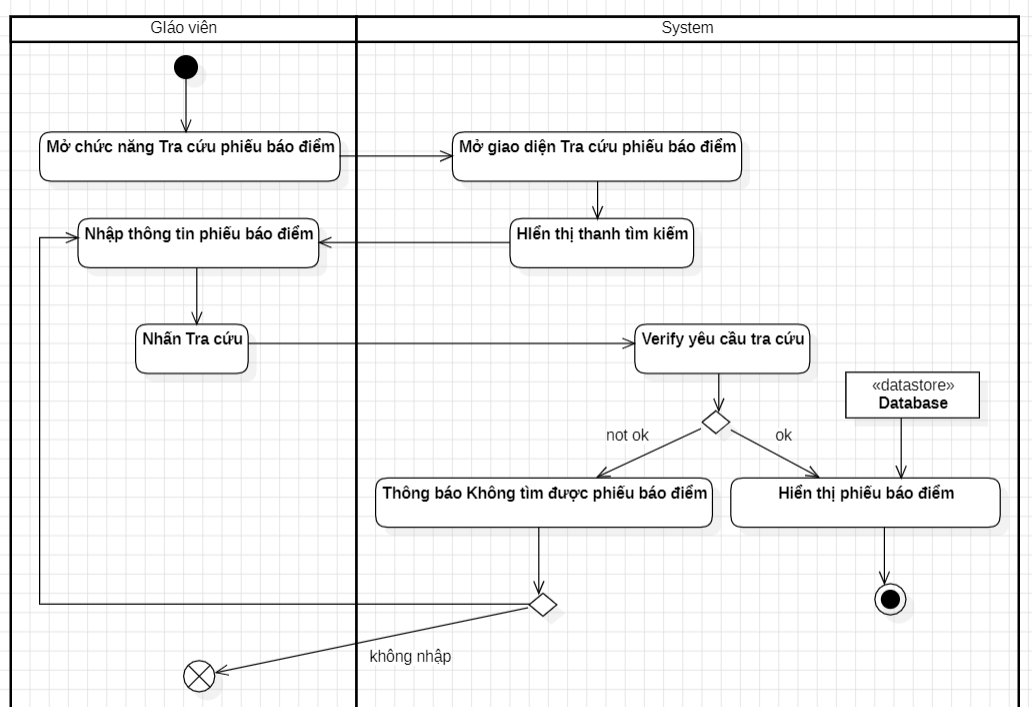 GIáo viên
System
Mở chức năng Tra cứu phiếu báo điểm
Mở giao diện Tra cứu phiếu báo điểm
Nhập thông tin phiếu báo điểm
HIển thị thanh tìm kiếm
Nhấn Tra cứu
Verify yêu cầu tra cứu
«datastore»
Database
not ok
ok
Thông báo Không tìm được phiếu báo điểm
Hiển thị phiếu báo điểm
không nhập